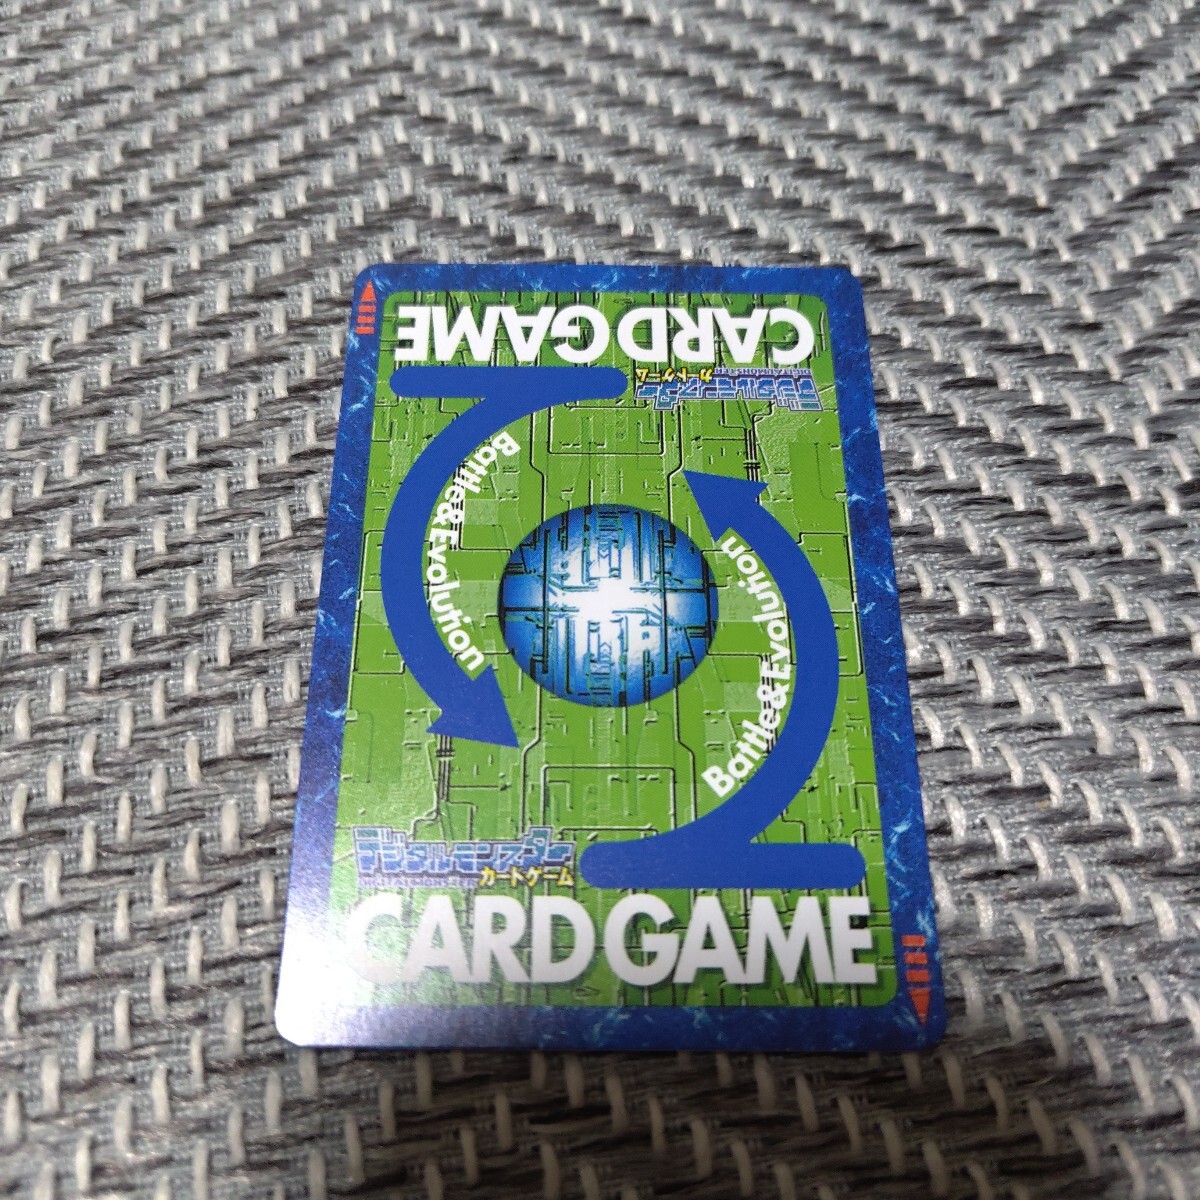 CARD GAME
デジタルモンスター
DIGITAL MONSTER
カードゲーム
Battle&Evolution
Battle&Evolution
デジタルモンスター
DIGITAL MONSTER カードゲーム
CARD GAME